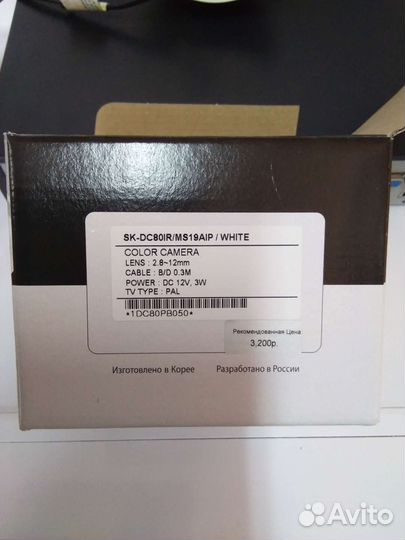 SK-DC80IR/MS19AIP / WHITE
COLOR CAMERA
LENS : 2.8~12mm
CABLE : B/D 0.3M
POWER : DC 12V, 3W
TV TYPE : PAL
*1DC80PB050*
Рекомендованная Цена
3,200р.
Изготовлено в Корее
Разработано в России
Avito